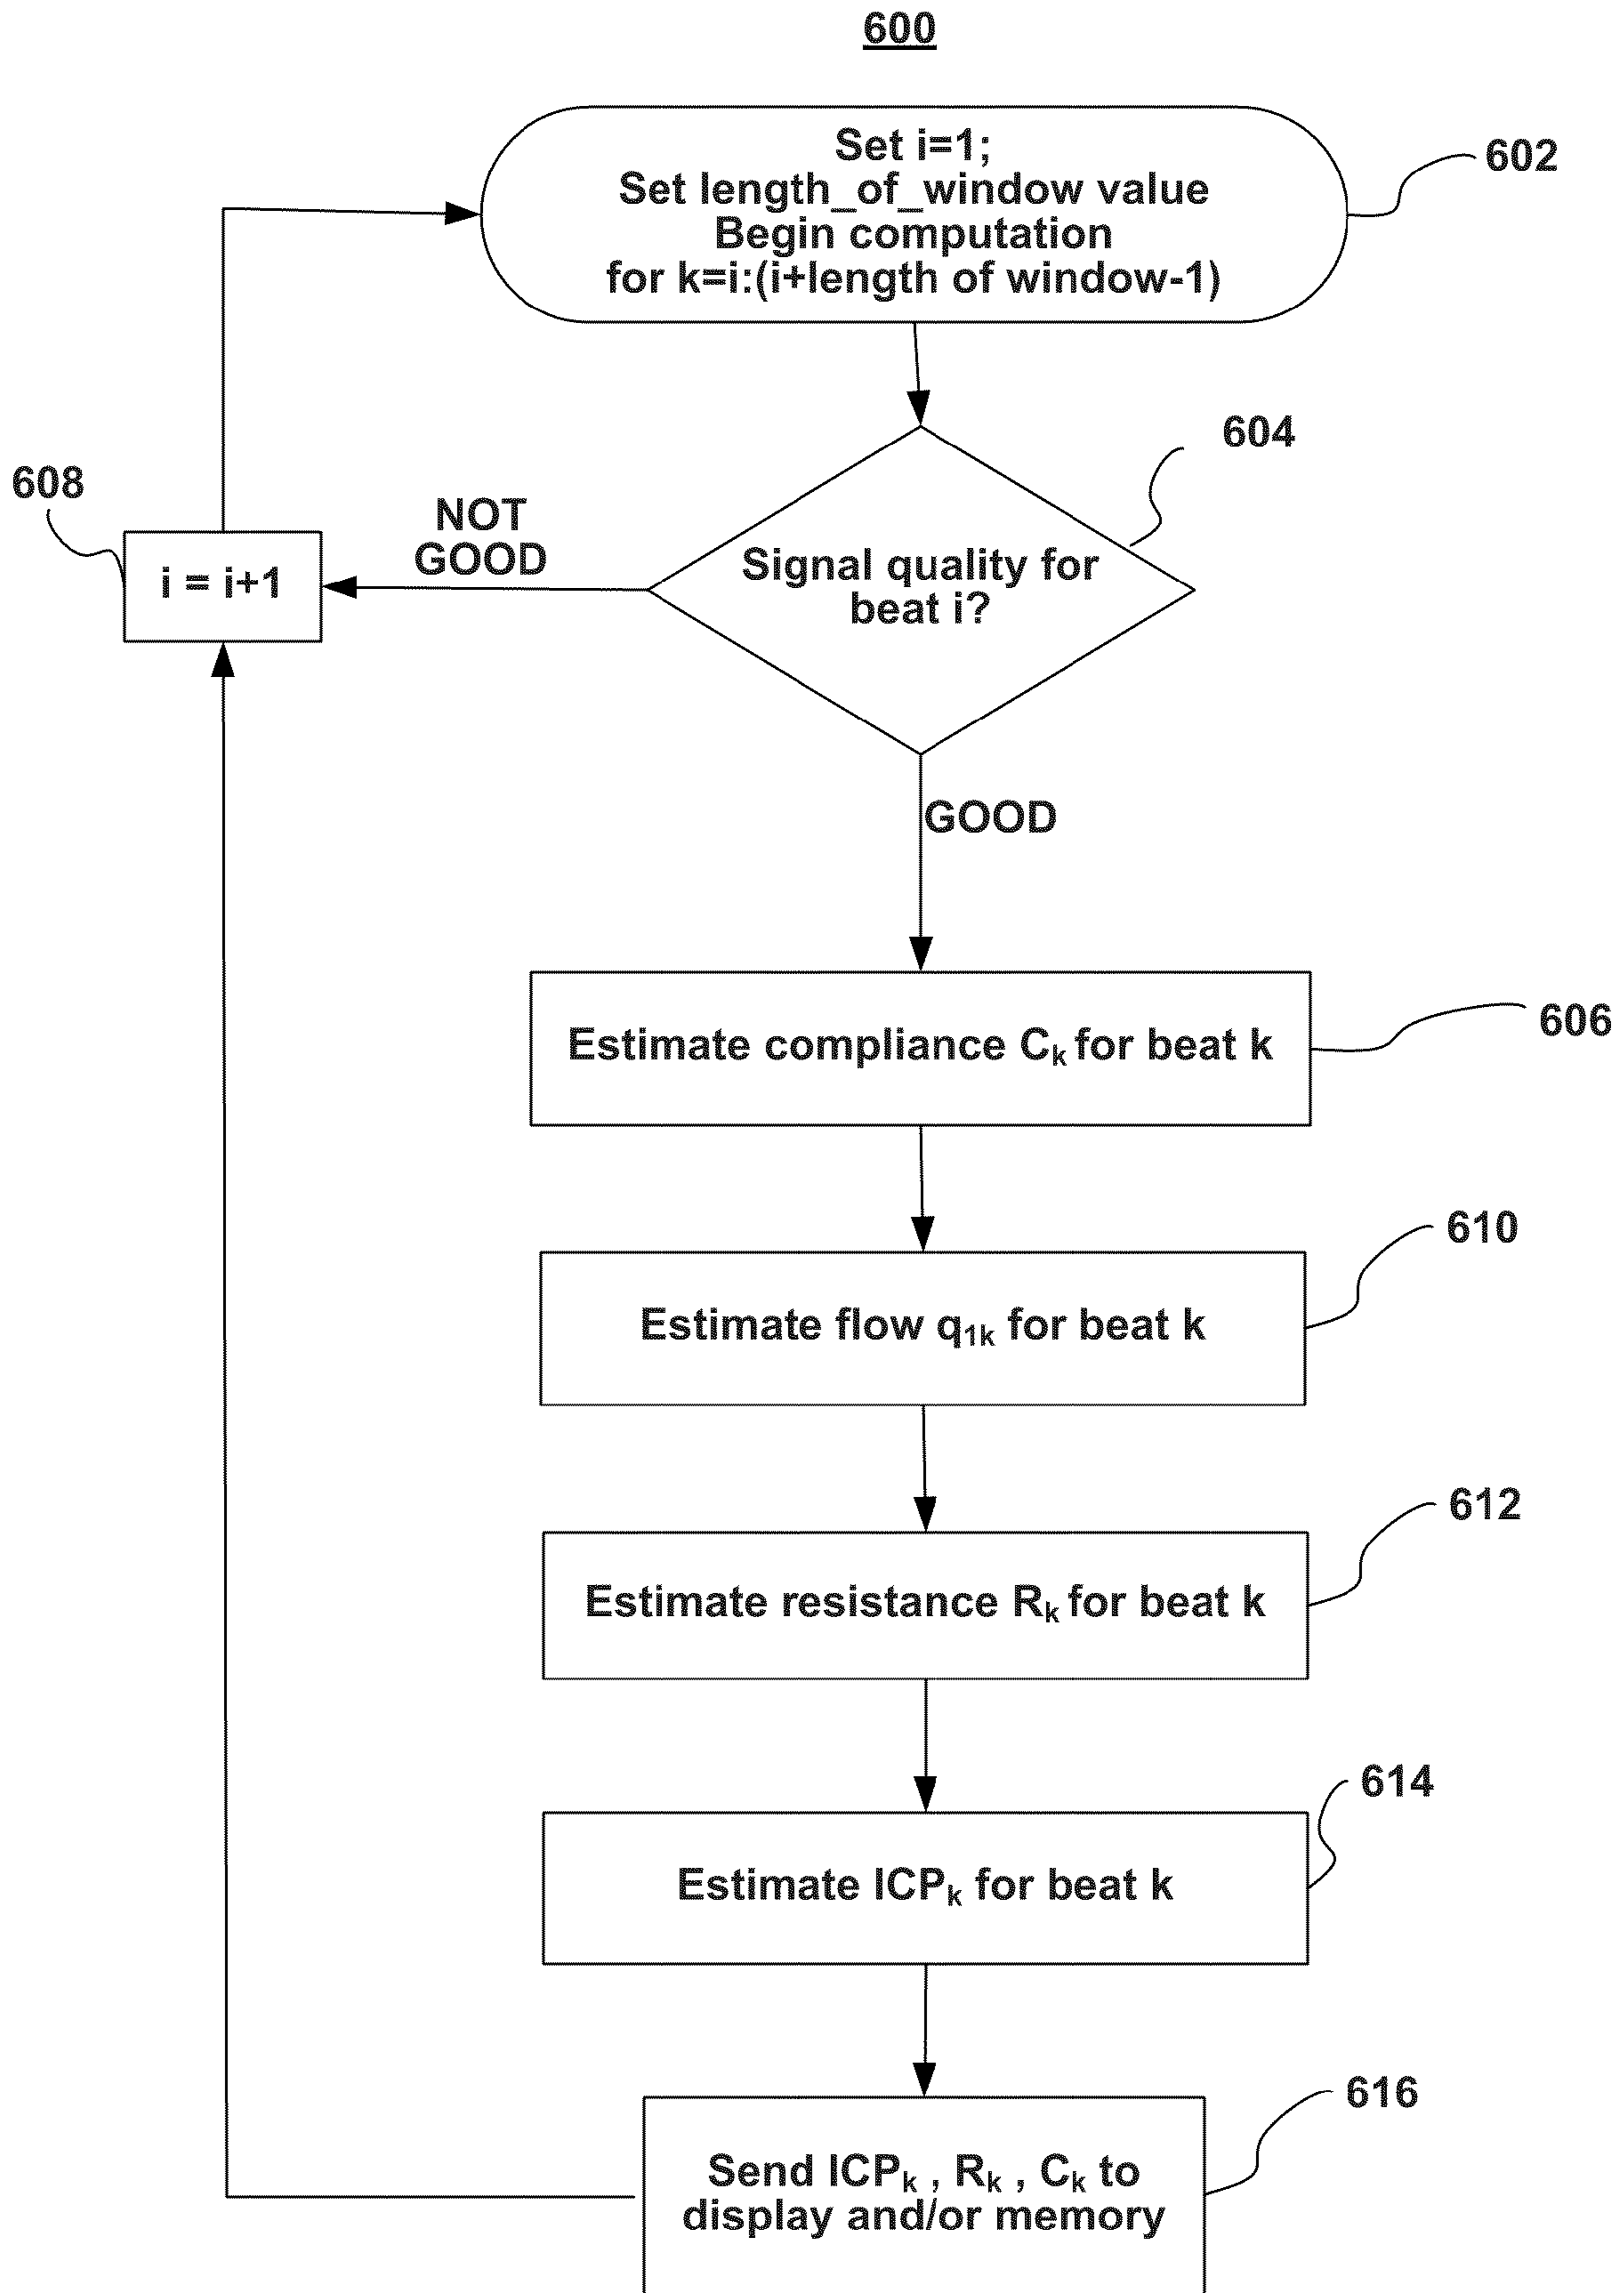 600
Set i=1;
Set length_of_window value
Begin computation
for k=i:(i+length of window-1)
602
604
608
NOT
GOOD
i = i+1
Signal quality for
beat i?
GOOD
Estimate compliance Ck for beat k
606
Estimate flow q1k for beat k
610
Estimate resistance Rk for beat k
612
Estimate ICPk for beat k
614
Send ICPk , Rk , Ck to
display and/or memory
616